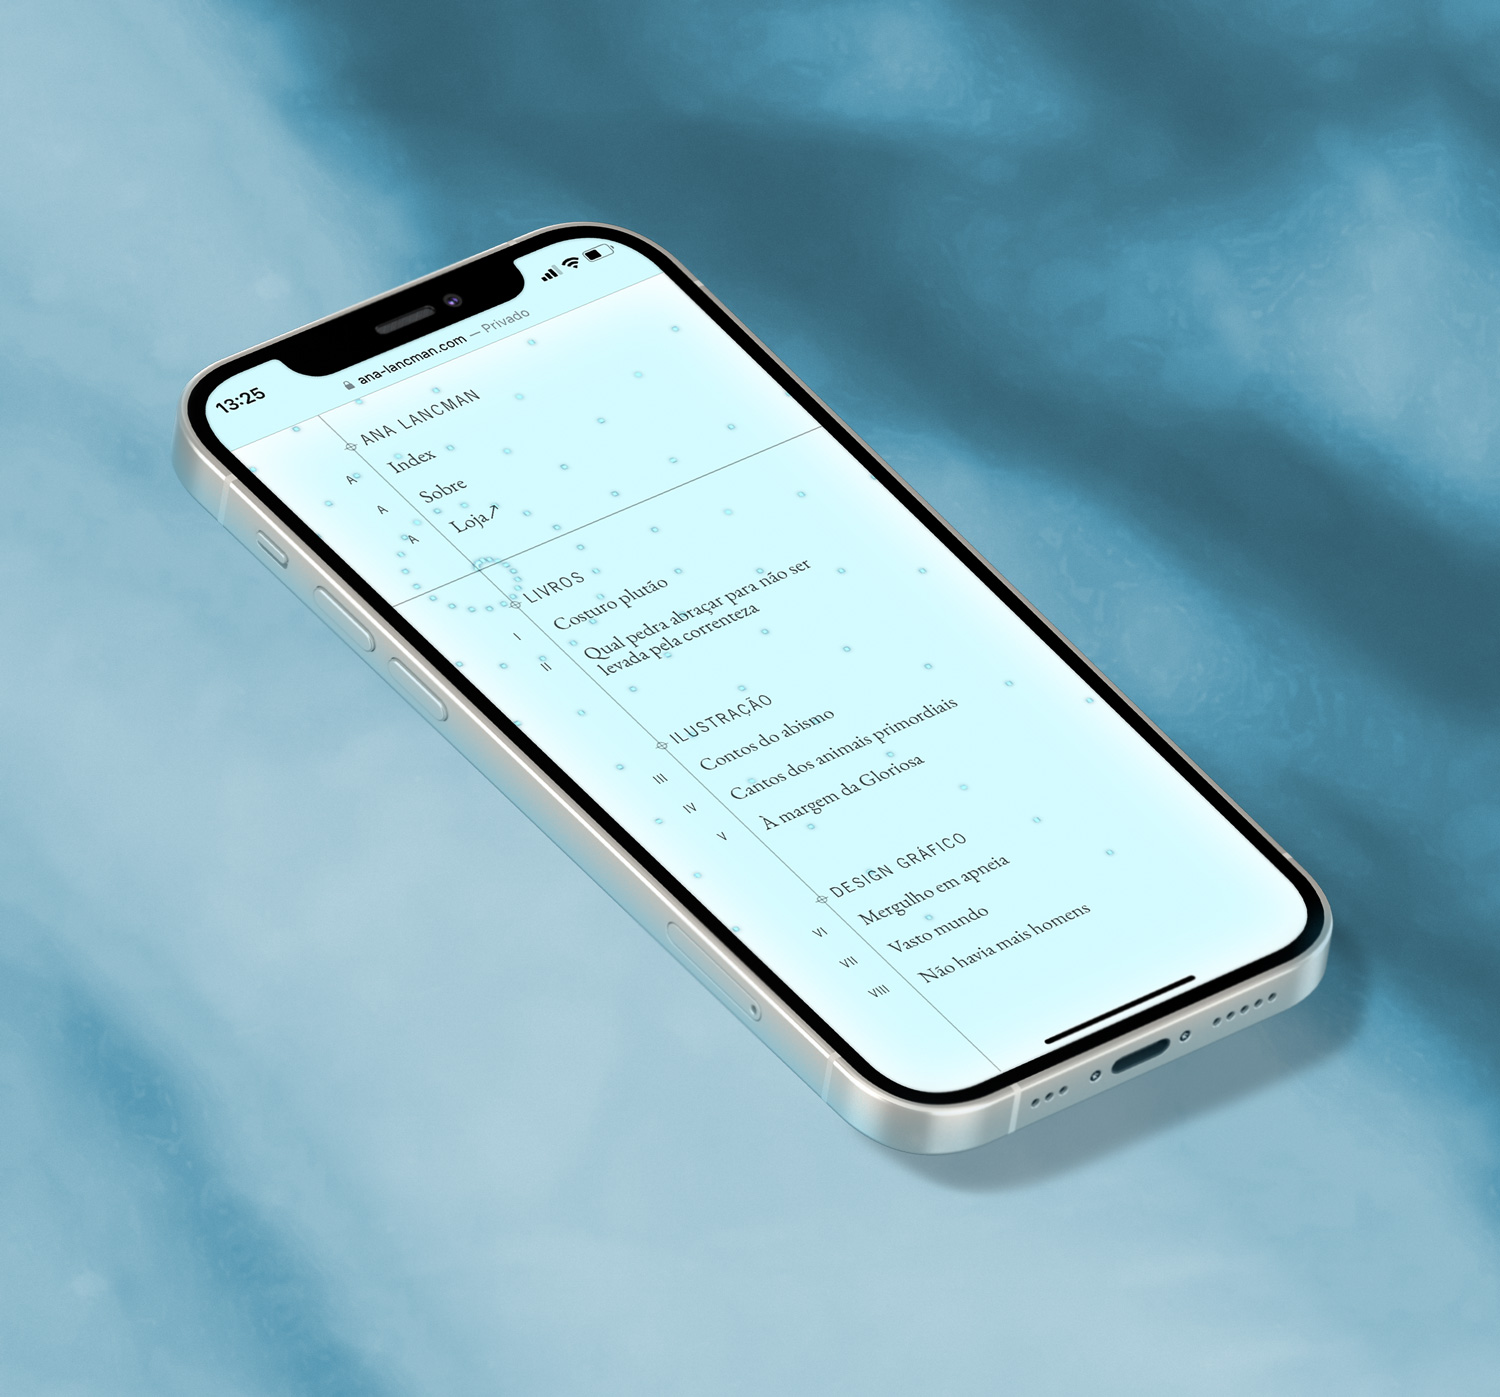 13:25
ana-lancman.com — Privado
ANA LANCMAN
A Index
A Sobre
A Loja↗
LIVROS
I Costuro plutão
II Qual pedra abraçar para não ser
levada pela correnteza
ILUSTRAÇÃO
III Contos do abismo
IV Cantos dos animais primordiais
V À margem da Gloriosa
DESIGN GRÁFICO
VI Mergulho em apneia
VII Vasto mundo
VIII Não havia mais homens